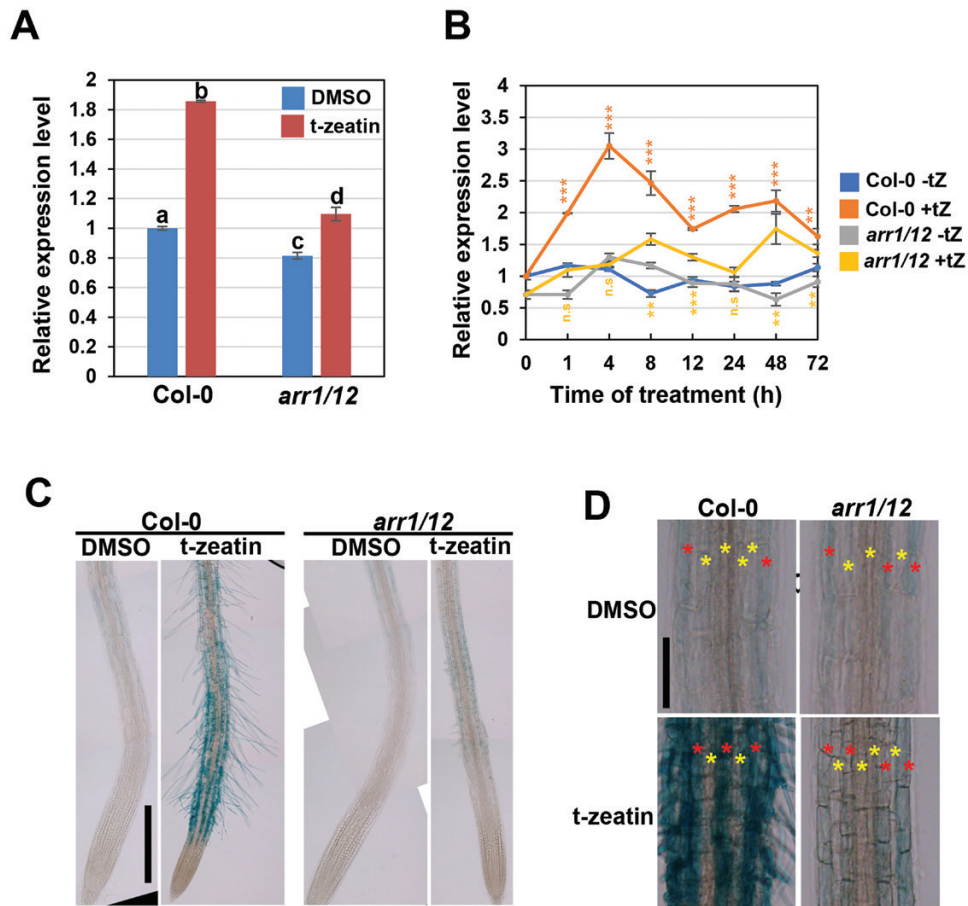 A
Relative expression level
2
1.8
1.6
1.4
1.2
1
0.8
0.6
0.4
0.2
0
DMSO
t-zeatin
a
b
c
d
Col-0
arr1/12
B
Relative expression level
4
3.5
3
2.5
2
1.5
1
0.5
0
***
***
***
***
***
***
**
n.s
n.s
**
***
n.s
**
**
0 1 4 8 12 24 48 72
Time of treatment (h)
Col-0 -tZ
Col-0 +tZ
arr1/12 -tZ
arr1/12 +tZ
C
Col-0
arr1/12
DMSO t-zeatin
DMSO t-zeatin
D
Col-0 arr1/12
DMSO
* * * * * *
* * * * *
t-zeatin
* * * * *
* * * * * * *